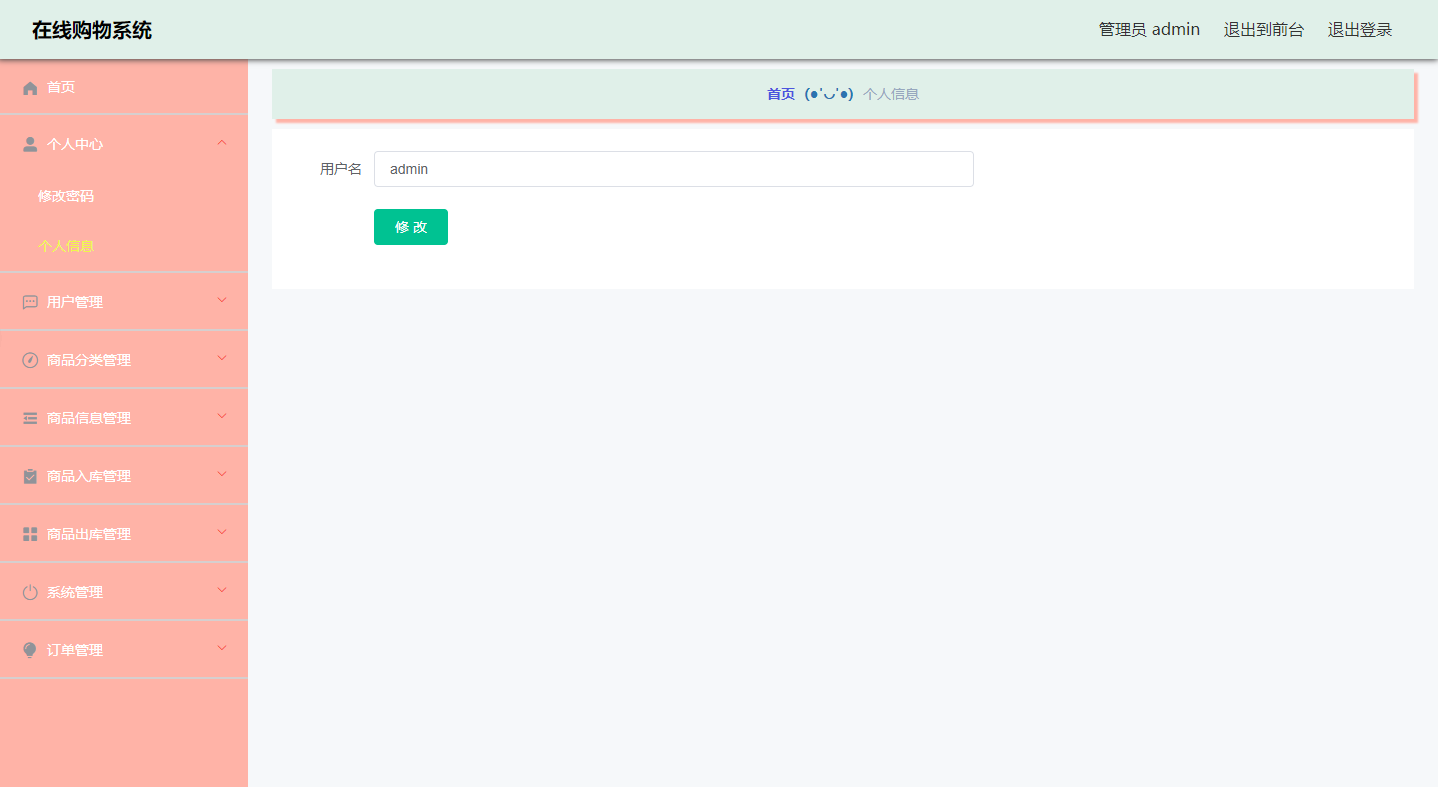 在线购物系统
管理员 admin 退出到前台 退出登录
首页
个人中心
修改密码
个人信息
用户管理
商品分类管理
商品信息管理
商品入库管理
商品出库管理
系统管理
订单管理
首页 (●'◡'●) 个人信息
用户名 admin
修 改